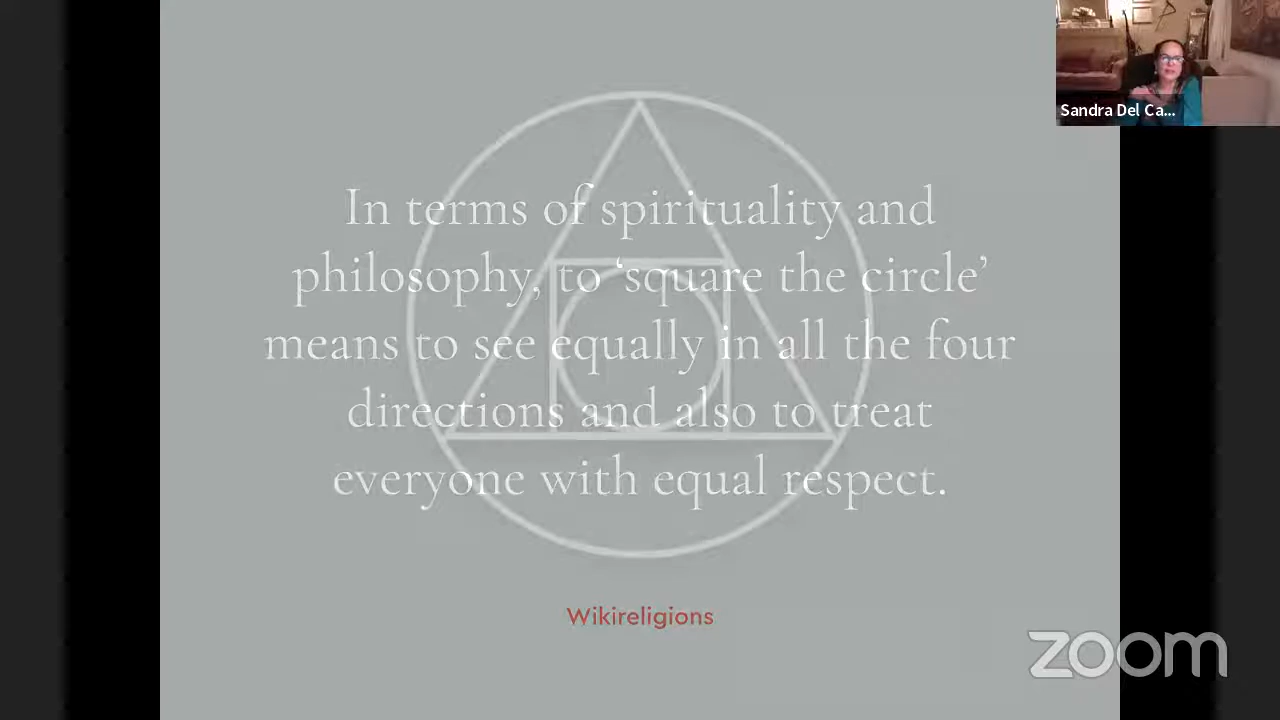 Sandra Del Ca...
In terms of spirituality and
philosophy, to ‘square the circle’
means to see equally in all the four
directions and also to treat
everyone with equal respect.
Wikireligions
zoom